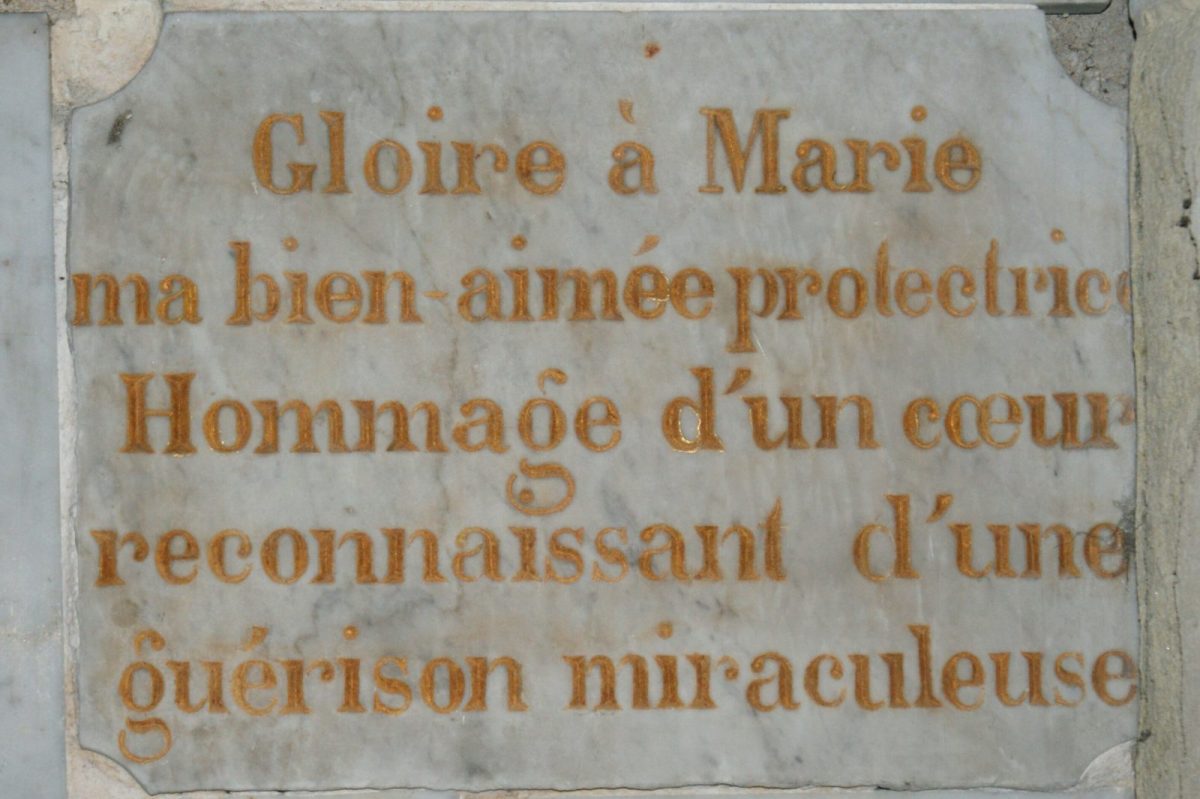 Gloire à Marie
ma bien-aimée protectrice
Hommage d'un cœur
reconnaissant d'une
guérison miraculeuse